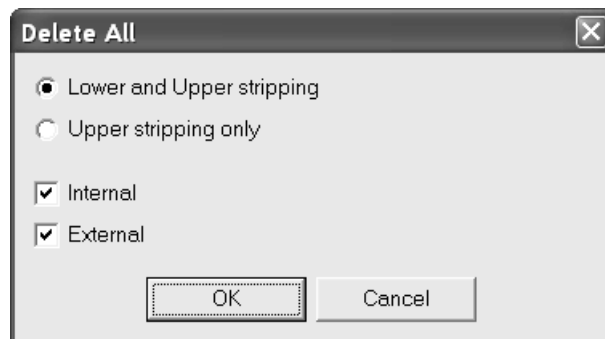 Delete All
Lower and Upper stripping
Upper stripping only
Internal
External
OK
Cancel